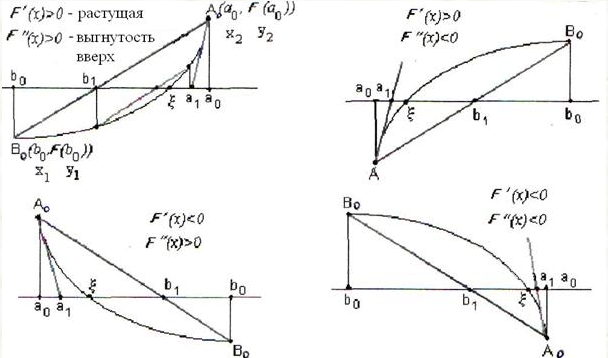 F'(x)>0 - растущая
F''(x)>0 - выгнутость
вверх
A₀(a₀, F(a₀))
x₂ y₂
b₀ b₁ ξ a₁ a₀
B₀(b₀,F(b₀))
x₁ y₁
F'(x)>0
F''(x)<0
B₀
a₀ a₁ ξ b₁ b₀
A
A₀
F'(x)<0
F''(x)>0
a₀ a₁ ξ b₁ b₀
B₀
F'(x)<0
F''(x)<0
B₀
b₀ b₁ ξ a₁ a₀
A₀